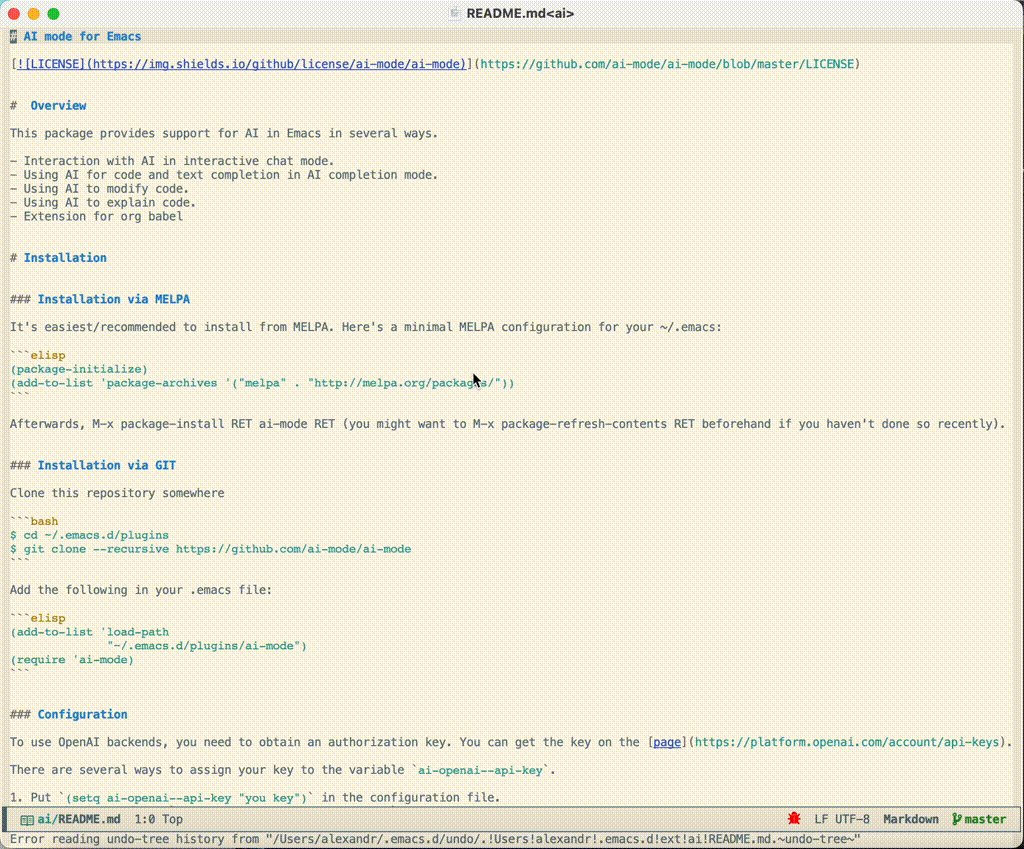 README.md<ai>
# AI mode for Emacs
[![LICENSE](https://img.shields.io/github/license/ai-mode/ai-mode)](https://github.com/ai-mode/ai-mode/blob/master/LICENSE)
#  Overview
This package provides support for AI in Emacs in several ways.
- Interaction with AI in interactive chat mode.
- Using AI for code and text completion in AI completion mode.
- Using AI to modify code.
- Using AI to explain code.
- Extension for org babel
# Installation
### Installation via MELPA
It's easiest/recommended to install from MELPA. Here's a minimal MELPA configuration for your ~/.emacs:
```elisp
(package-initialize)
(add-to-list 'package-archives '("melpa" . "http://melpa.org/packages/"))
```
Afterwards, M-x package-install RET ai-mode RET (you might want to M-x package-refresh-contents RET beforehand if you haven't done so recently).
### Installation via GIT
Clone this repository somewhere
```bash
$ cd ~/.emacs.d/plugins
$ git clone --recursive https://github.com/ai-mode/ai-mode
```
Add the following in your .emacs file:
```elisp
(add-to-list 'load-path
              "~/.emacs.d/plugins/ai-mode")
(require 'ai-mode)
```
### Configuration
To use OpenAI backends, you need to obtain an authorization key. You can get the key on the [page](https://platform.openai.com/account/api-keys).
There are several ways to assign your key to the variable `ai-openai--api-key`.
1. Put `(setq ai-openai--api-key "you key")` in the configuration file.
ai/README.md  1:0 Top LF UTF-8 Markdown master
Error reading undo-tree history from "/Users/alexandr/.emacs.d/undo/.!Users!alexandr!.emacs.d!ext!ai!README.md.~undo-tree~"